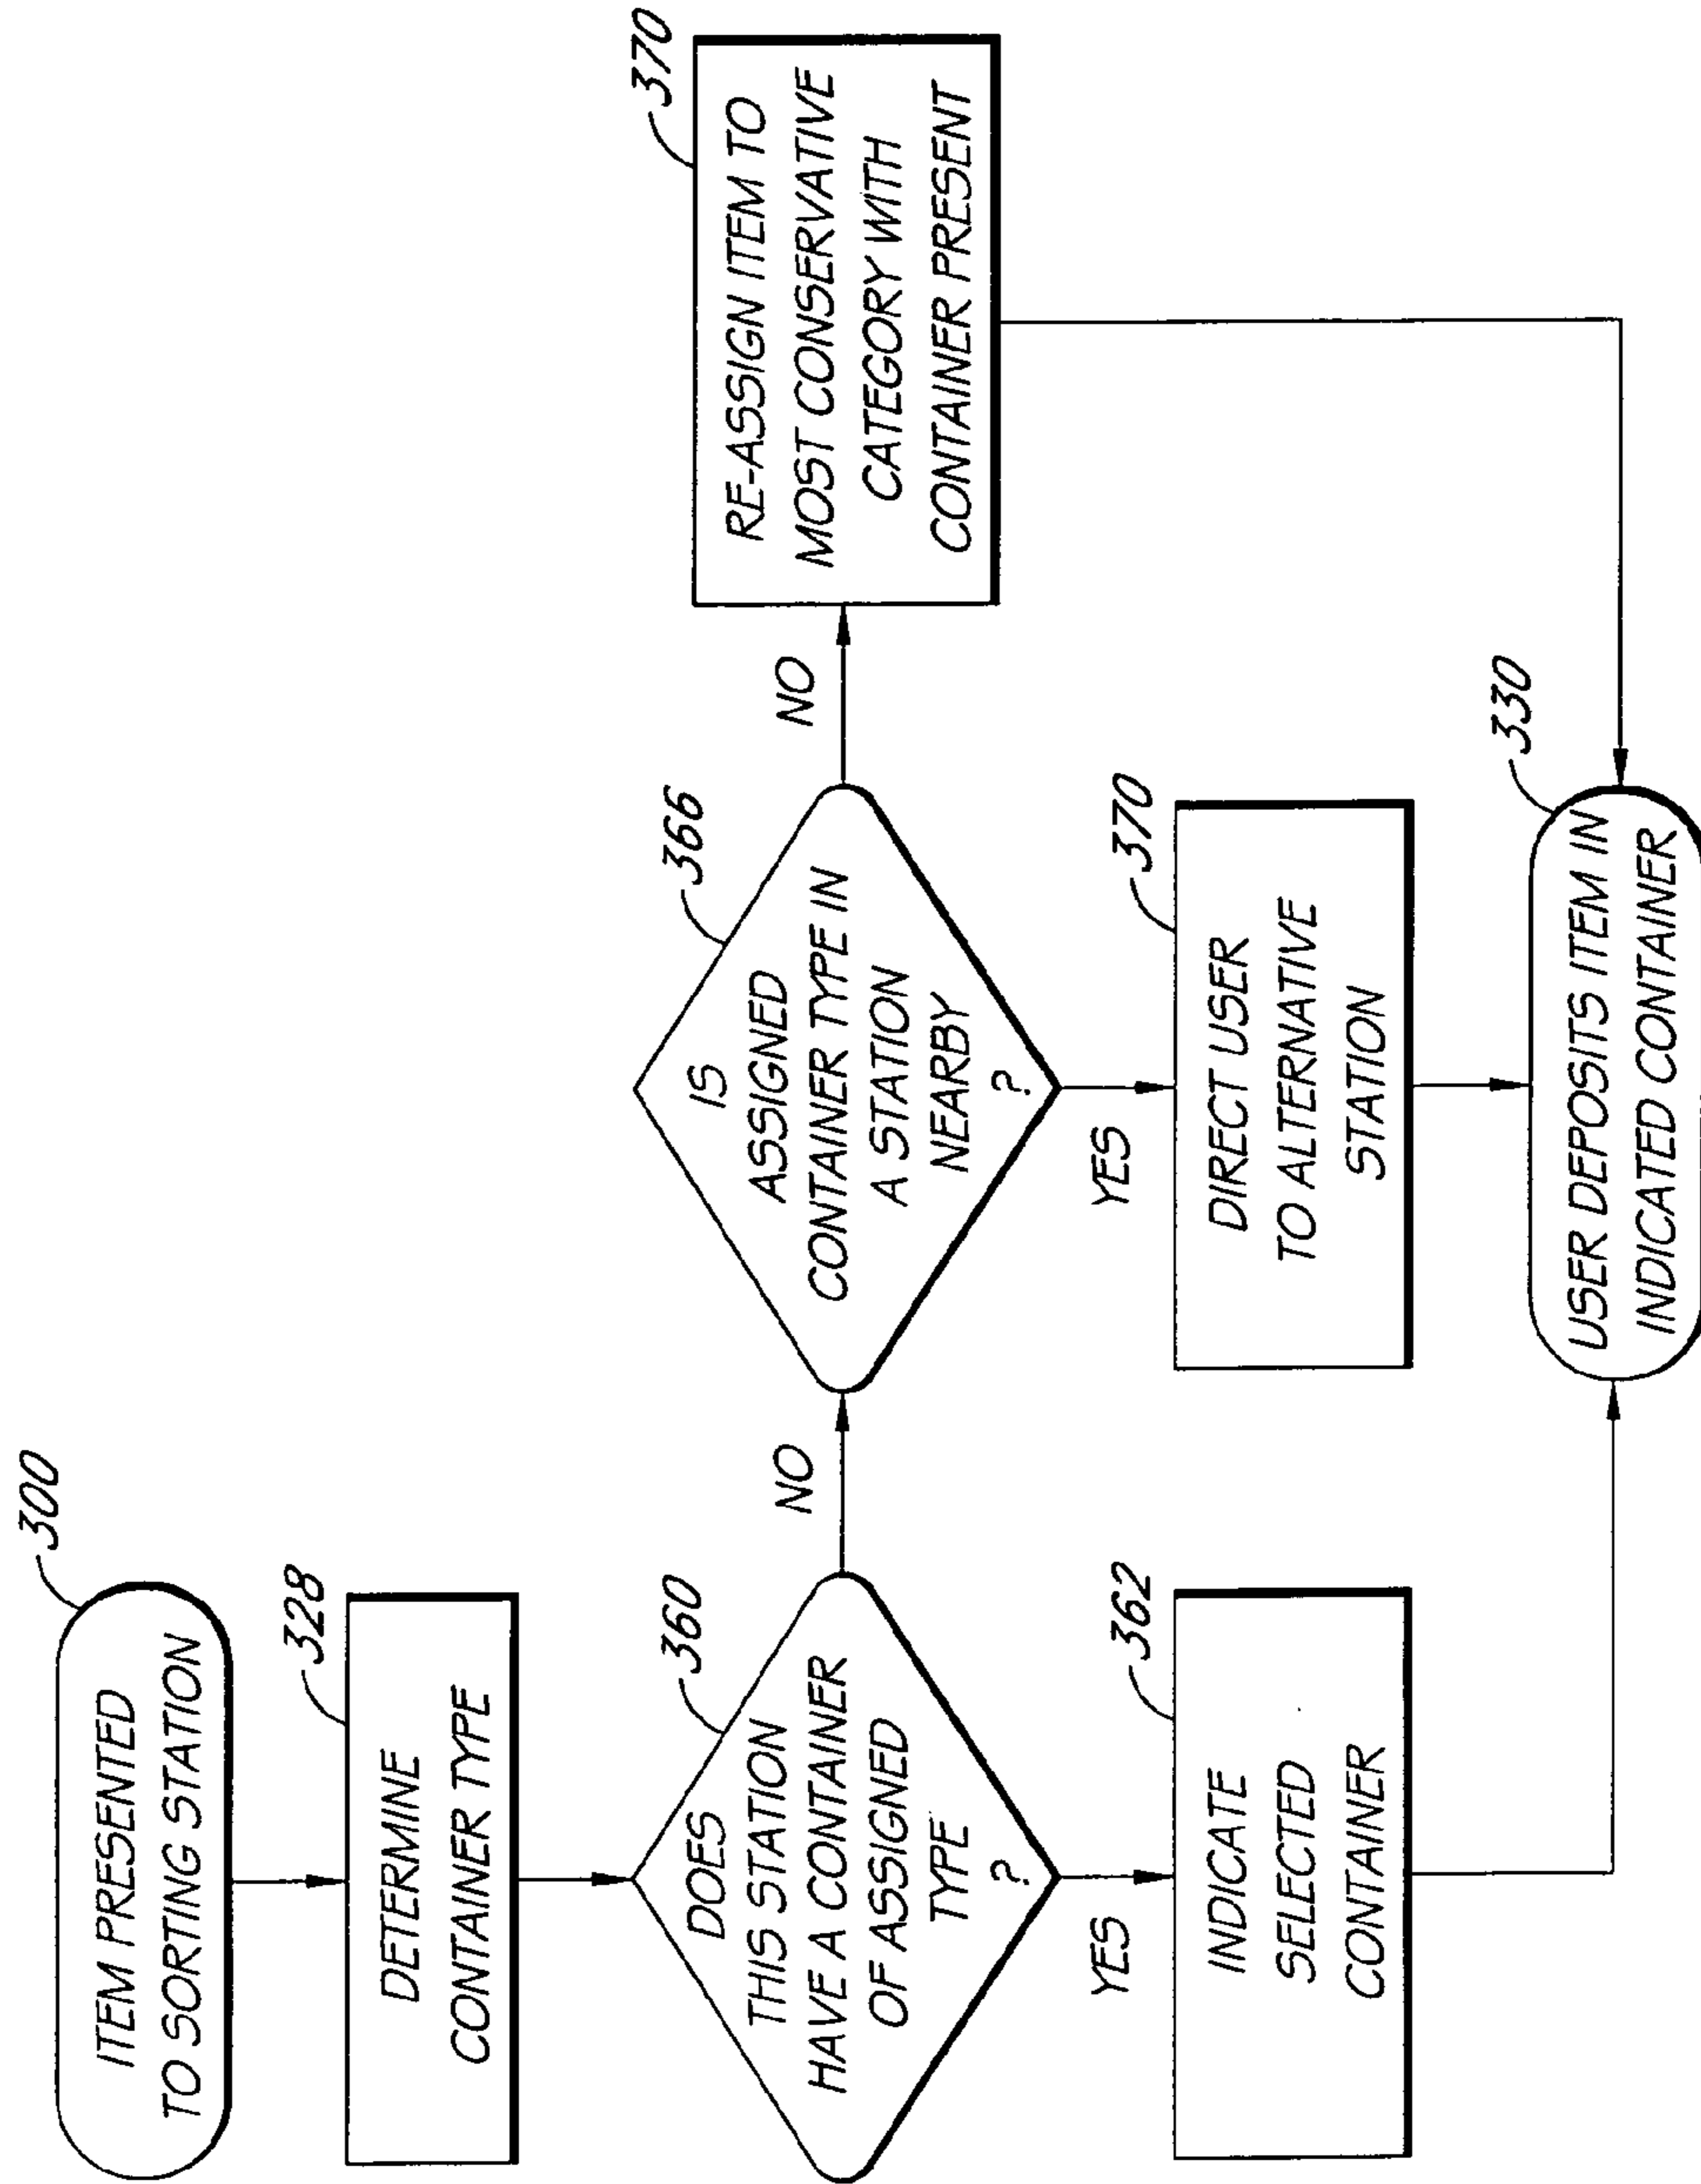 300
ITEM PRESENTED
TO SORTING STATION
328
DETERMINE
CONTAINER TYPE
360
DOES
THIS STATION
HAVE A CONTAINER
OF ASSIGNED
TYPE
?
NO
YES
362
INDICATE
SELECTED
CONTAINER
366
IS
ASSIGNED
CONTAINER TYPE IN
A STATION
NEARBY
?
NO
YES
370
DIRECT USER
TO ALTERNATIVE
STATION
370
RE-ASSIGN ITEM TO
MOST CONSERVATIVE
CATEGORY WITH
CONTAINER PRESENT
330
USER DEPOSITS ITEM IN
INDICATED CONTAINER